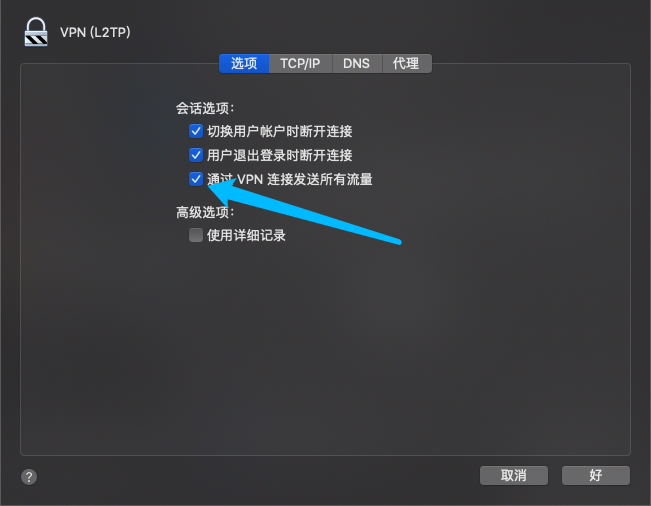 VPN (L2TP)
选项 TCP/IP DNS 代理
会话选项：
切换用户帐户时断开连接
用户退出登录时断开连接
通过 VPN 连接发送所有流量
高级选项：
使用详细记录
?
取消 好